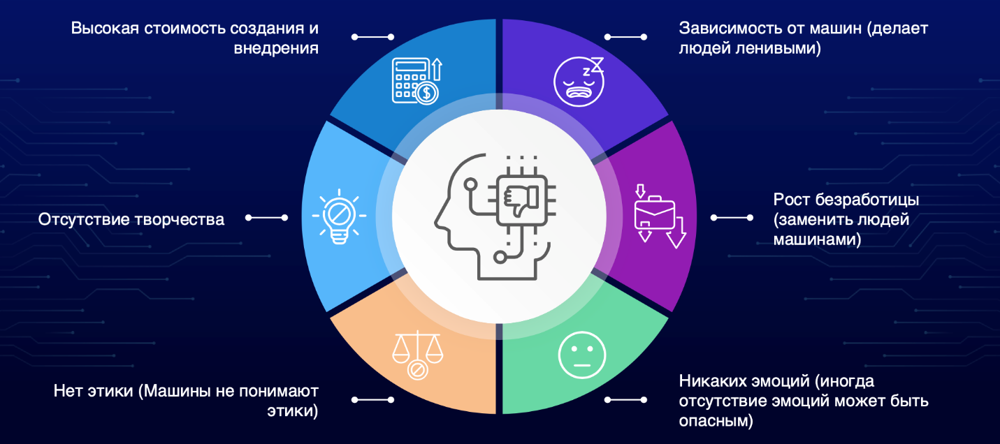 Высокая стоимость создания и
внедрения
Зависимость от машин (делает
людей ленивыми)
Отсутствие творчества
Рост безработицы
(заменить людей
машинами)
Нет этики (Машины не понимают
этики)
Никаких эмоций (иногда
отсутствие эмоций может быть
опасным)